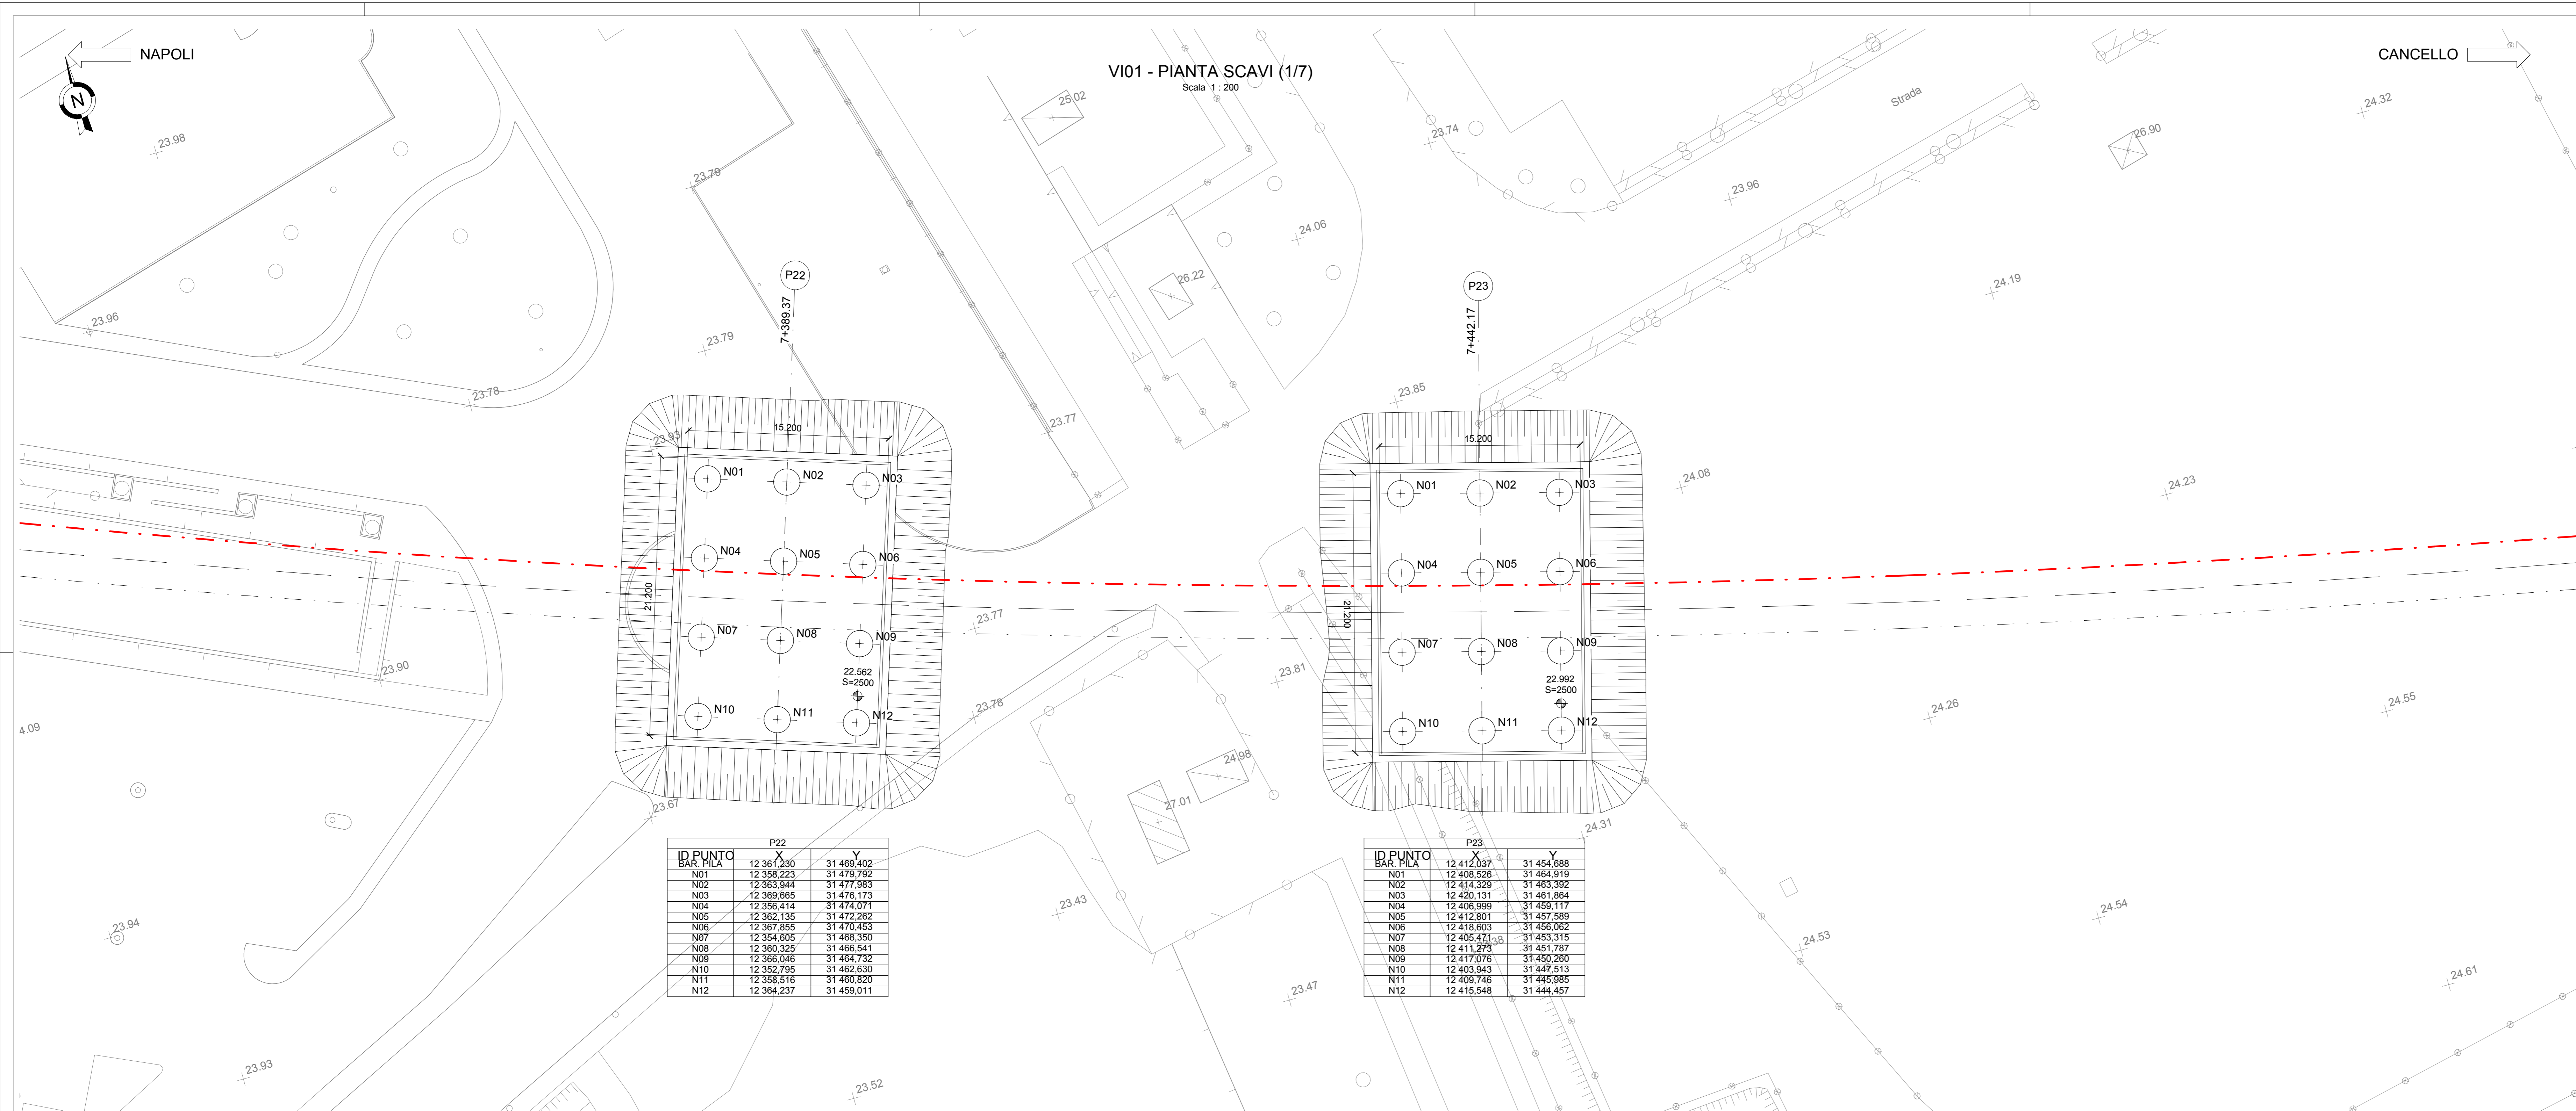 NAPOLI
N
VI01 - PIANTA SCAVI (1/7)
Scala 1 : 200
CANCELLO
Strada
25.02
24.32
23.98
23.74
26.90
23.79
23.96
24.06
26.22
24.19
P22
7+389.37
P23
7+442.17
23.96
23.79
23.78
23.85
23.77
23.93
15.200
21.200
N01
N02
N03
N04
N05
N06
N07
N08
N09
22.562
S=2500
N10
N11
N12
15.200
21.200
N01
N02
N03
N04
N05
N06
N07
N08
N09
22.992
S=2500
N10
N11
N12
24.08
24.23
23.77
23.90
23.81
23.78
24.26
24.55
4.09
24.98
27.01
23.67
24.31
P22
ID PUNTO X Y
BAR. PILA 12 361,230 31 469,402
N01 12 358,223 31 479,792
N02 12 363,944 31 477,983
N03 12 369,665 31 476,173
N04 12 356,414 31 474,071
N05 12 362,135 31 472,262
N06 12 367,855 31 470,453
N07 12 354,605 31 468,350
N08 12 360,325 31 466,541
N09 12 366,046 31 464,732
N10 12 352,795 31 462,630
N11 12 358,516 31 460,820
N12 12 364,237 31 459,011
P23
ID PUNTO X Y
BAR. PILA 12 412,037 31 454,688
N01 12 408,526 31 464,919
N02 12 414,329 31 463,392
N03 12 420,131 31 461,864
N04 12 406,999 31 459,117
N05 12 412,801 31 457,589
N06 12 418,603 31 456,062
N07 12 405,471 31 453,315
N08 12 411,273 31 451,787
N09 12 417,076 31 450,260
N10 12 403,943 31 447,513
N11 12 409,746 31 445,985
N12 12 415,548 31 444,457
23.43
24.54
23.94
24.53
24.61
23.47
23.93
23.52